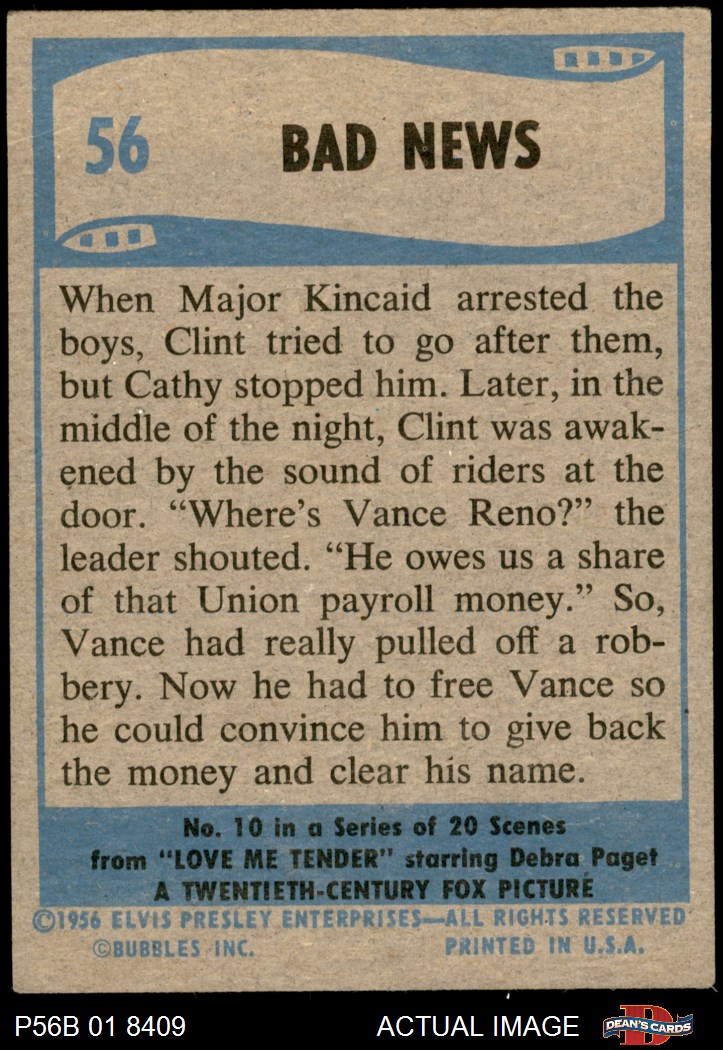 56
BAD NEWS
When Major Kincaid arrested the
boys, Clint tried to go after them,
but Cathy stopped him. Later, in the
middle of the night, Clint was awak-
ened by the sound of riders at the
door. “Where’s Vance Reno?” the
leader shouted. “He owes us a share
of that Union payroll money.” So,
Vance had really pulled off a rob-
bery. Now he had to free Vance so
he could convince him to give back
the money and clear his name.
No. 10 in a Series of 20 Scenes
from “LOVE ME TENDER” starring Debra Paget
A TWENTIETH-CENTURY FOX PICTURE
©1956 ELVIS PRESLEY ENTERPRISES—ALL RIGHTS RESERVED
©BUBBLES INC. PRINTED IN U.S.A.
P56B 01 8409 ACTUAL IMAGE D DEAN'S CARDS